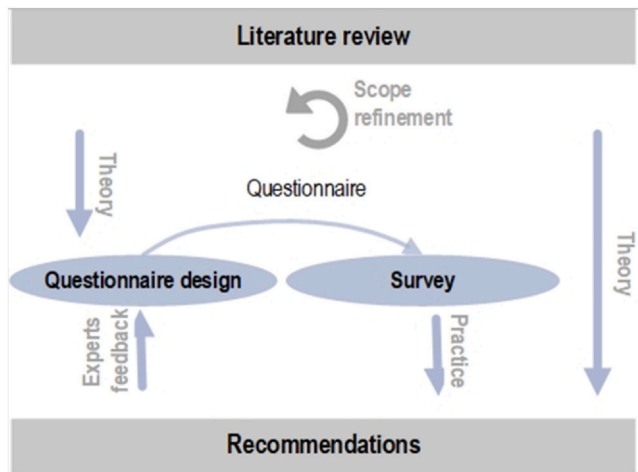 Literature review
Scope
refinement
Theory
Questionnaire
Theory
Questionnaire design
Survey
Experts
feedback
Practice
Recommendations